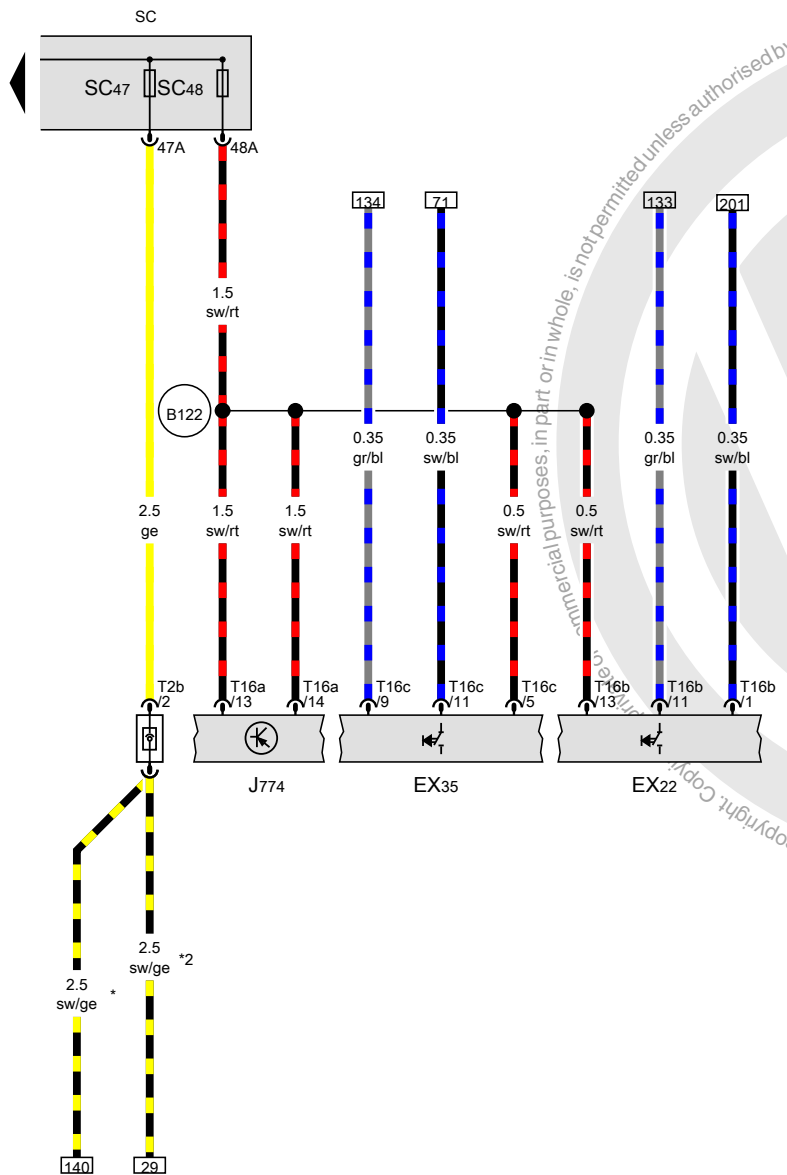 SC
SC47 SC48
47A 48A
134 71 133 201
1.5
sw/rt
B122
0.35
gr/bl
0.35
sw/bl
0.35
gr/bl
0.35
sw/bl
2.5
ge
1.5
sw/rt
1.5
sw/rt
0.5
sw/rt
0.5
sw/rt
T2b
/2
T16a
/13
T16a
/14
T16c
/9
T16c
/11
T16c
/5
T16b
/13
T16b
/11
T16b
/1
J774 EX35 EX22
2.5
sw/ge *2
2.5
sw/ge *
140 29
mmercial purposes, in part or in whole, is not permitted unless authorised by
opyright. Copyri